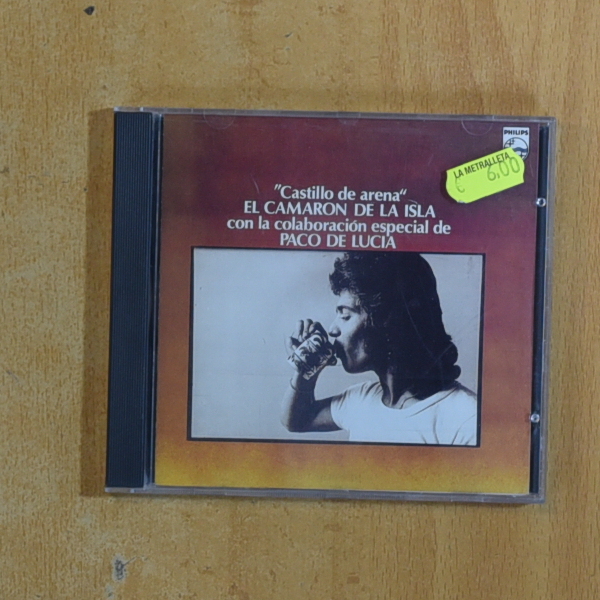 PHILIPS
LA METRALLETA
€ 6,00
"Castillo de arena"
EL CAMARON DE LA ISLA
con la colaboración especial de
PACO DE LUCIA